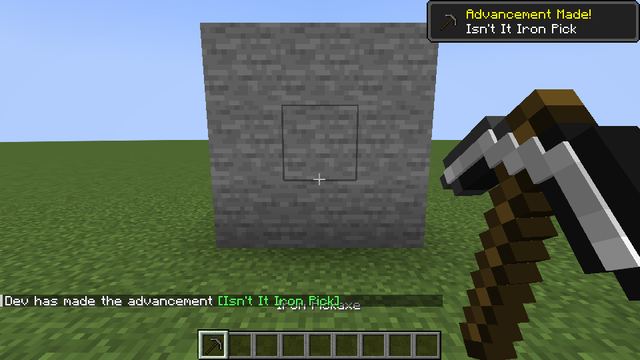 Advancement Made!
Isn't It Iron Pick
Dev has made the advancement [Isn't It Iron Pick]
Iron Pickaxe